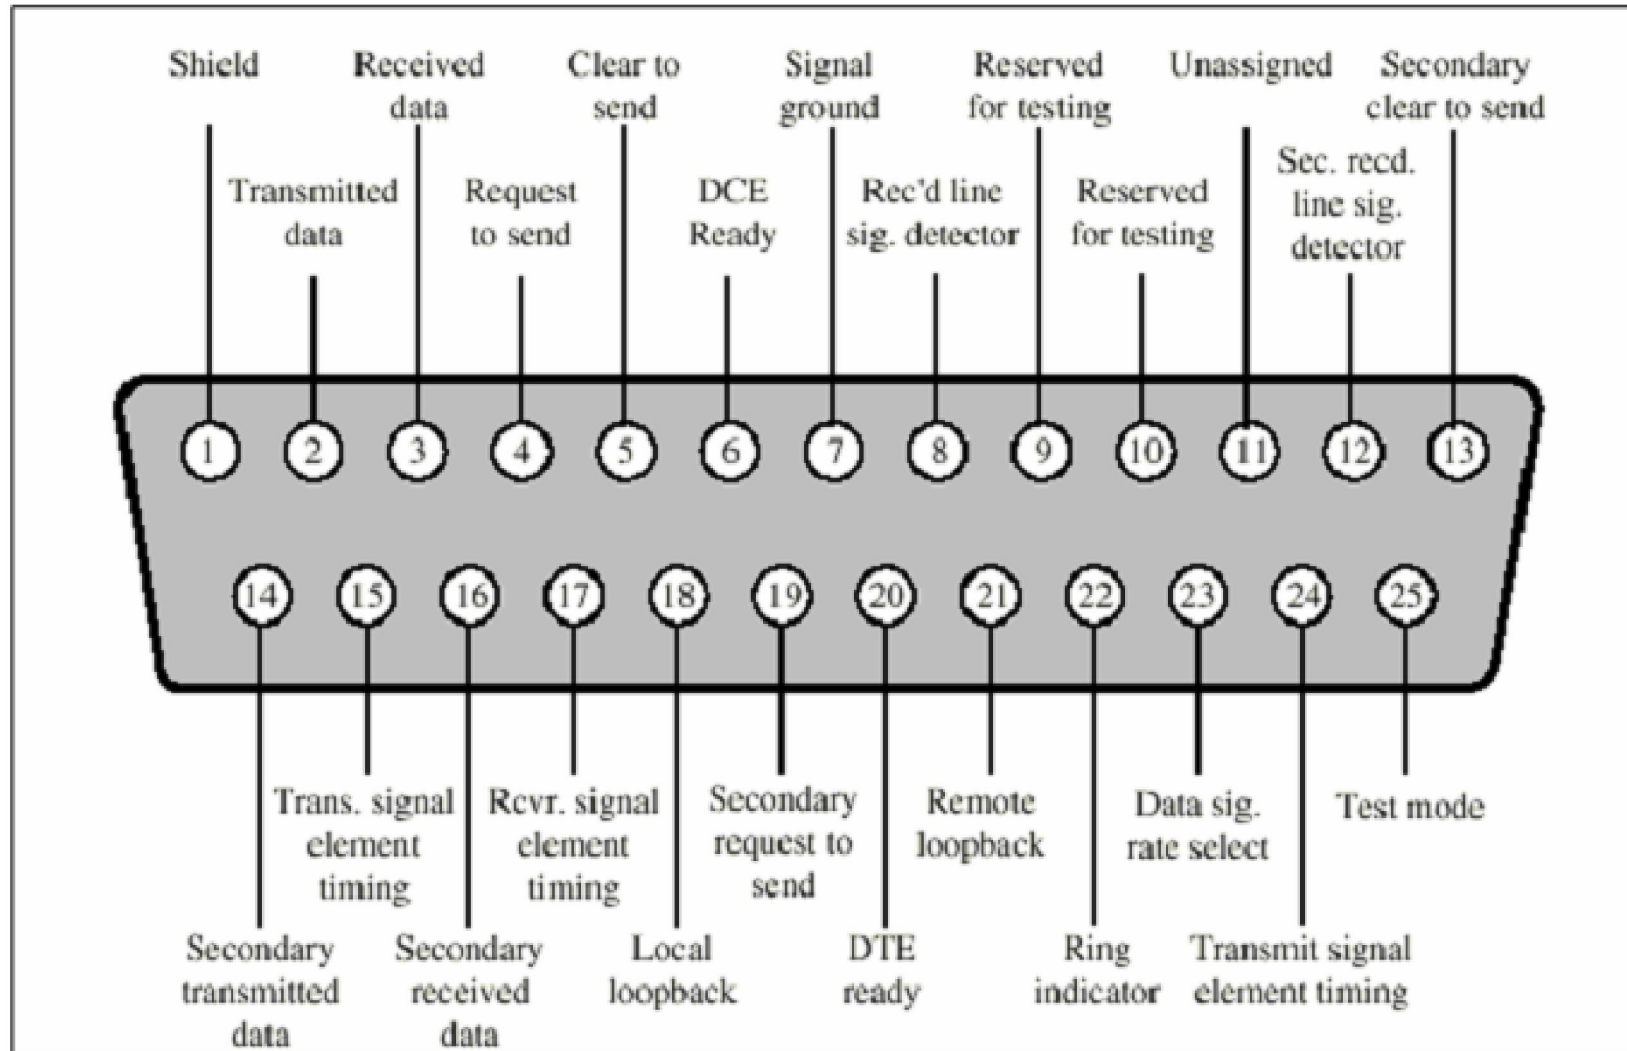 Shield
Received
data
Clear to
send
Signal
ground
Reserved
for testing
Unassigned
Secondary
clear to send
Transmitted
data
Request
to send
DCE
Ready
Rec'd line
sig. detector
Reserved
for testing
Sec. recd.
line sig.
detector
1 2 3 4 5 6 7 8 9 10 11 12 13
14 15 16 17 18 19 20 21 22 23 24 25
Trans. signal
element
timing
Rcvr. signal
element
timing
Secondary
request to
send
Remote
loopback
Data sig.
rate select
Test mode
Secondary
transmitted
data
Secondary
received
data
Local
loopback
DTE
ready
Ring
indicator
Transmit signal
element timing